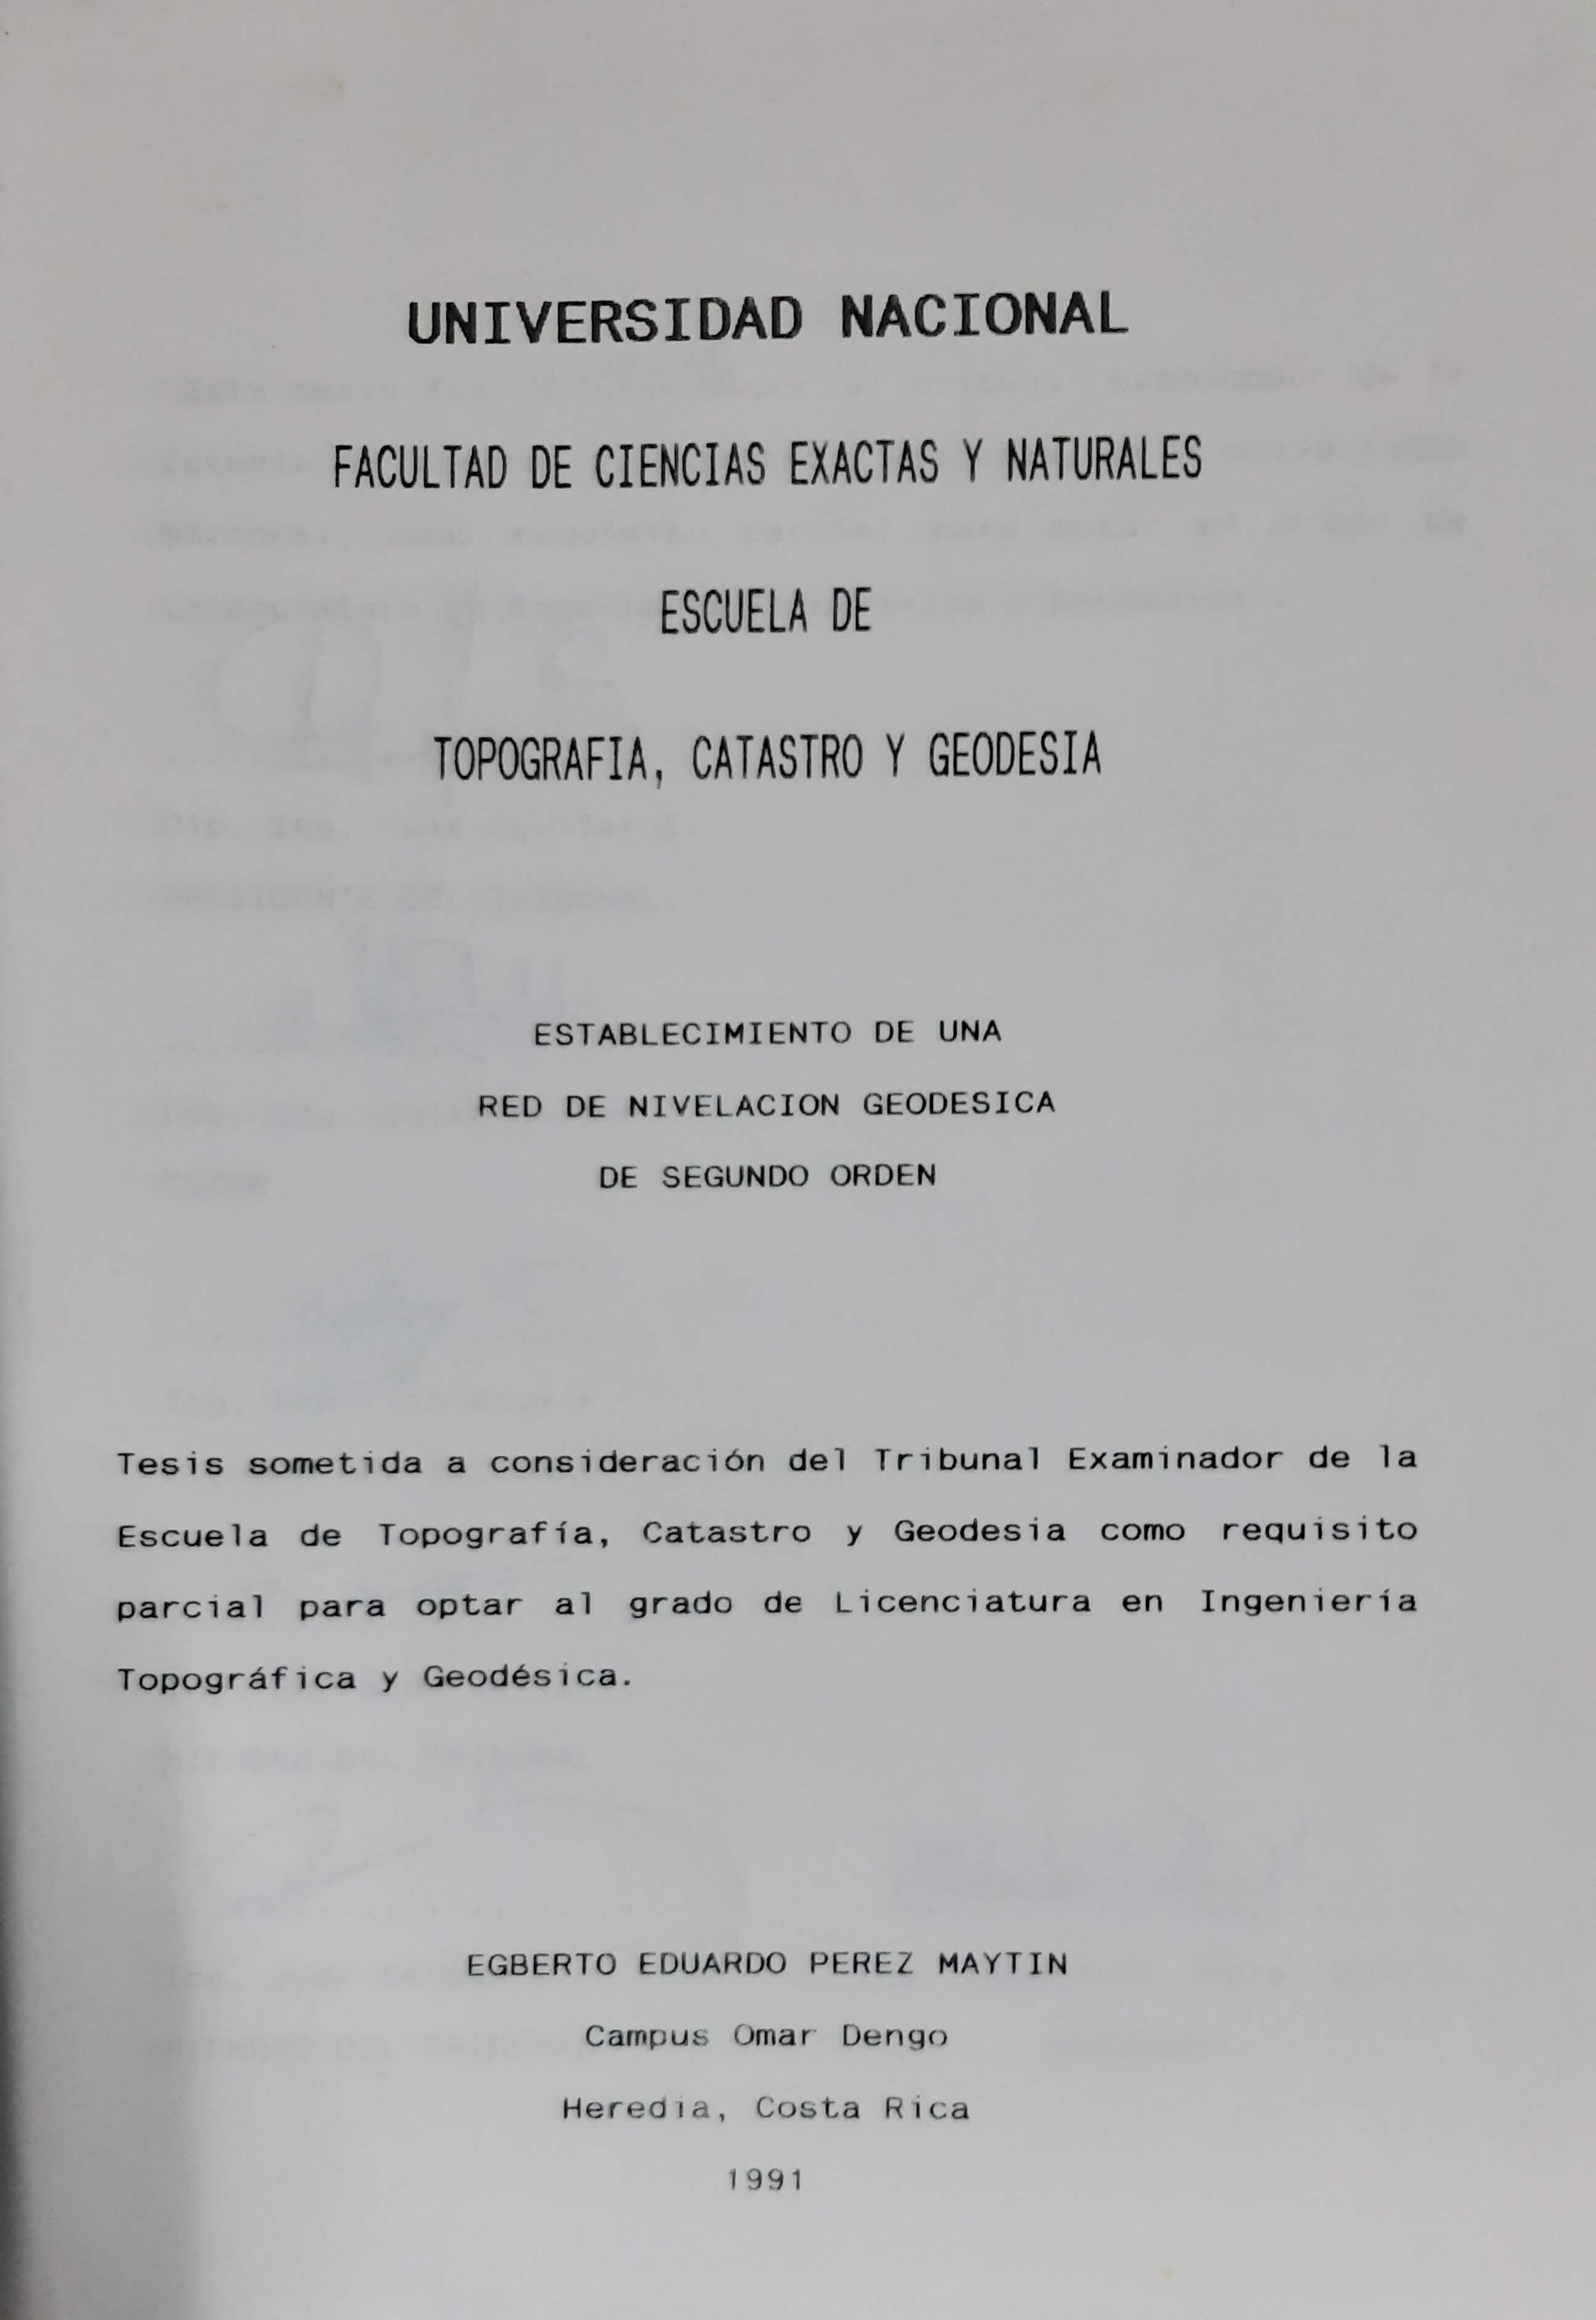 UNIVERSIDAD NACIONAL
FACULTAD DE CIENCIAS EXACTAS Y NATURALES
ESCUELA DE
TOPOGRAFIA, CATASTRO Y GEODESIA
ESTABLECIMIENTO DE UNA
RED DE NIVELACION GEODESICA
DE SEGUNDO ORDEN
Tesis sometida a consideración del Tribunal Examinador de la
Escuela de Topografía, Catastro y Geodesia como requisito
parcial para optar al grado de Licenciatura en Ingeniería
Topográfica y Geodésica.
EGBERTO EDUARDO PEREZ MAYTIN
Campus Omar Dengo
Heredia, Costa Rica
1991